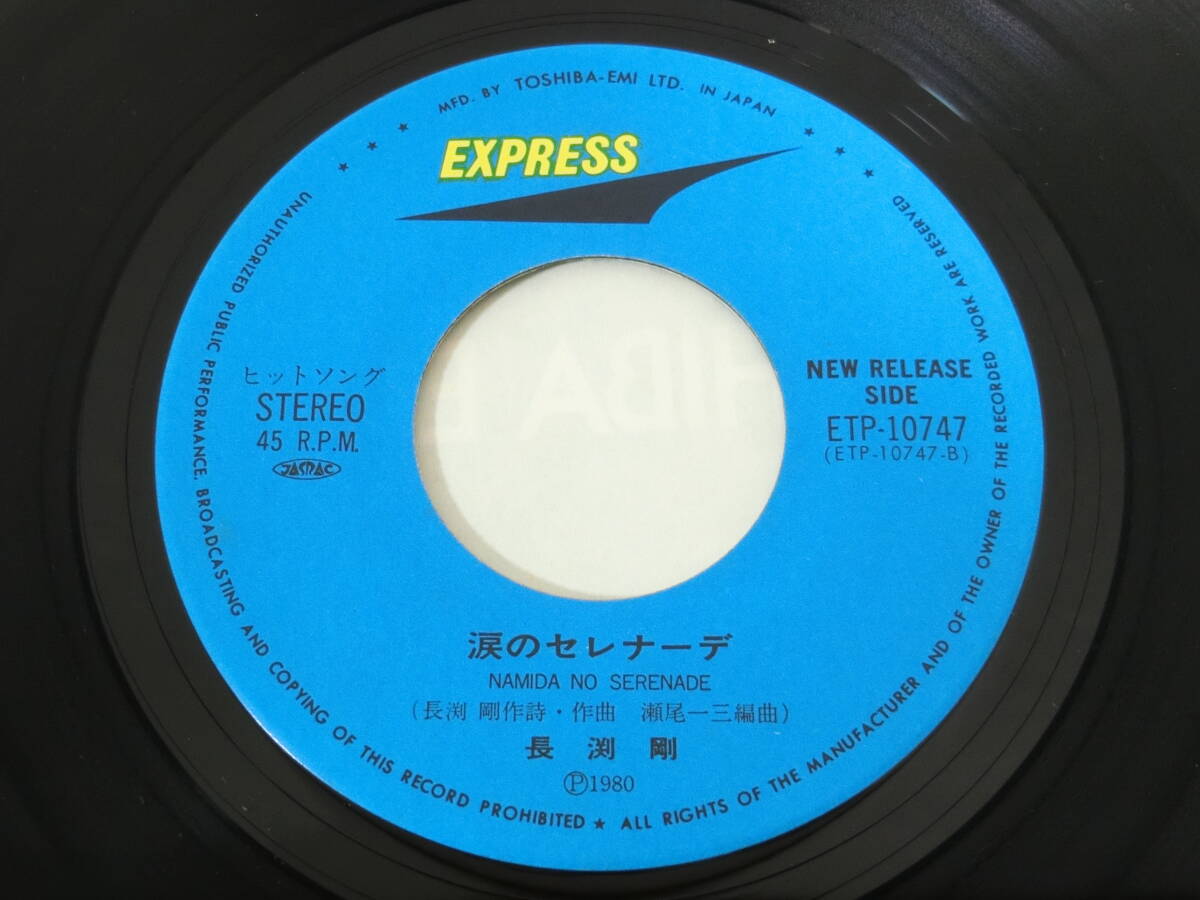 MFD. BY TOSHIBA-EMI LTD. IN JAPAN
EXPRESS
ヒットソング
STEREO
45 R.P.M.
JASRAC
NEW RELEASE
SIDE
ETP-10747
(ETP-10747-B)
涙のセレナーデ
NAMIDA NO SERENADE
(長渕 剛作詩・作曲 瀬尾一三編曲)
長渕剛
Ⓟ1980
UNAUTHORIZED PUBLIC PERFORMANCE, BROADCASTING AND COPYING OF THIS RECORD PROHIBITED ★ ALL RIGHTS OF THE MANUFACTURER AND OF THE OWNER OF THE RECORDED WORK ARE RESERVED